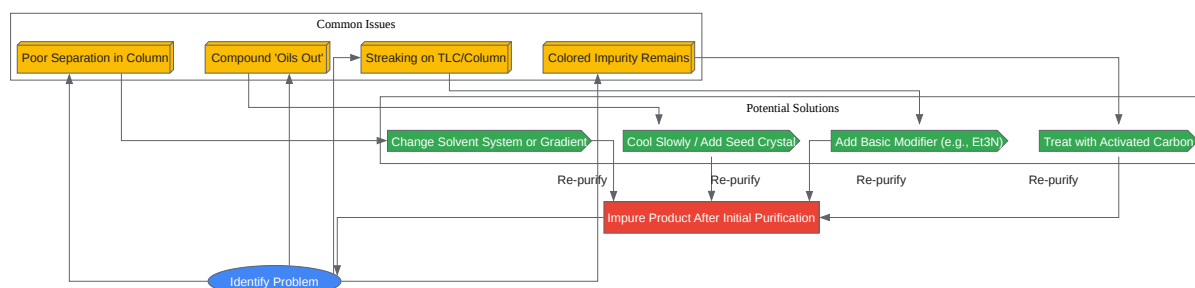 Common Issues
Poor Separation in Column
Compound 'Oils Out'
Streaking on TLC/Column
Colored Impurity Remains
Potential Solutions
Change Solvent System or Gradient
Cool Slowly / Add Seed Crystal
Add Basic Modifier (e.g., Et3N)
Treat with Activated Carbon
Re-purify
Re-purify
Re-purify
Re-purify
Impure Product After Initial Purification
Identify Problem